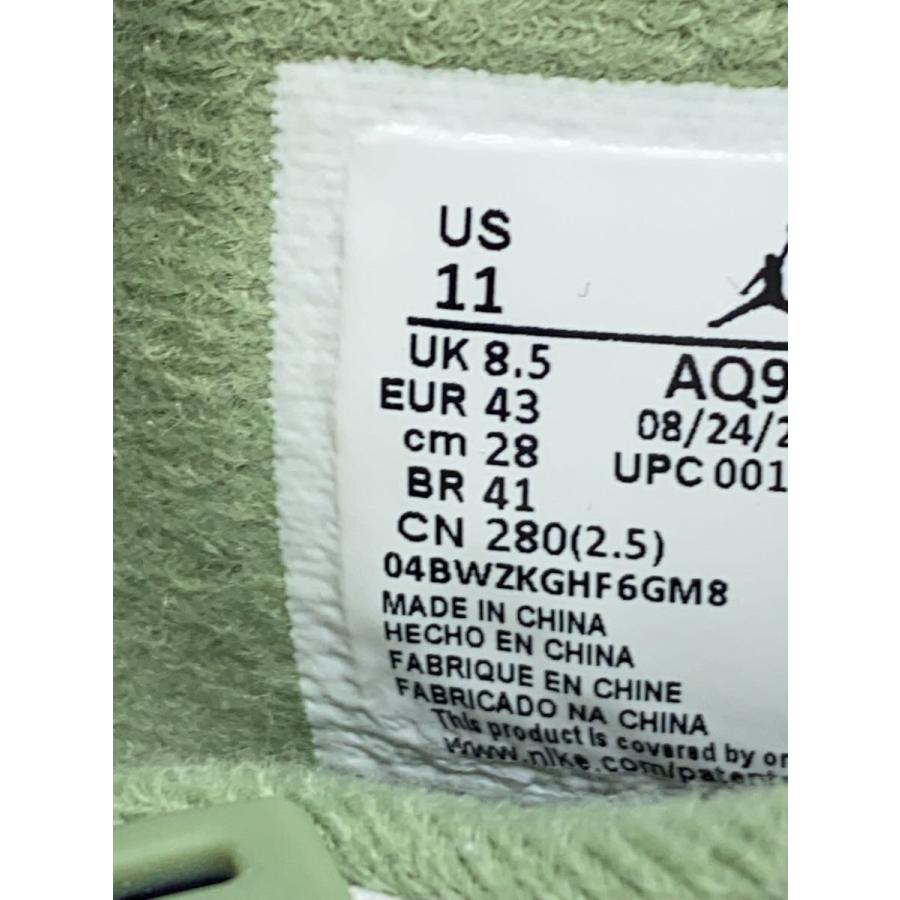 US
11
UK 8.5
EUR 43
cm 28
BR 41
CN 280(2.5)
AQ9
08/24/2
UPC 001
04BWZKGHF6GM8
MADE IN CHINA
HECHO EN CHINA
FABRIQUE EN CHINE
FABRICADO NA CHINA
This product is covered by or
www.nike.com/patents